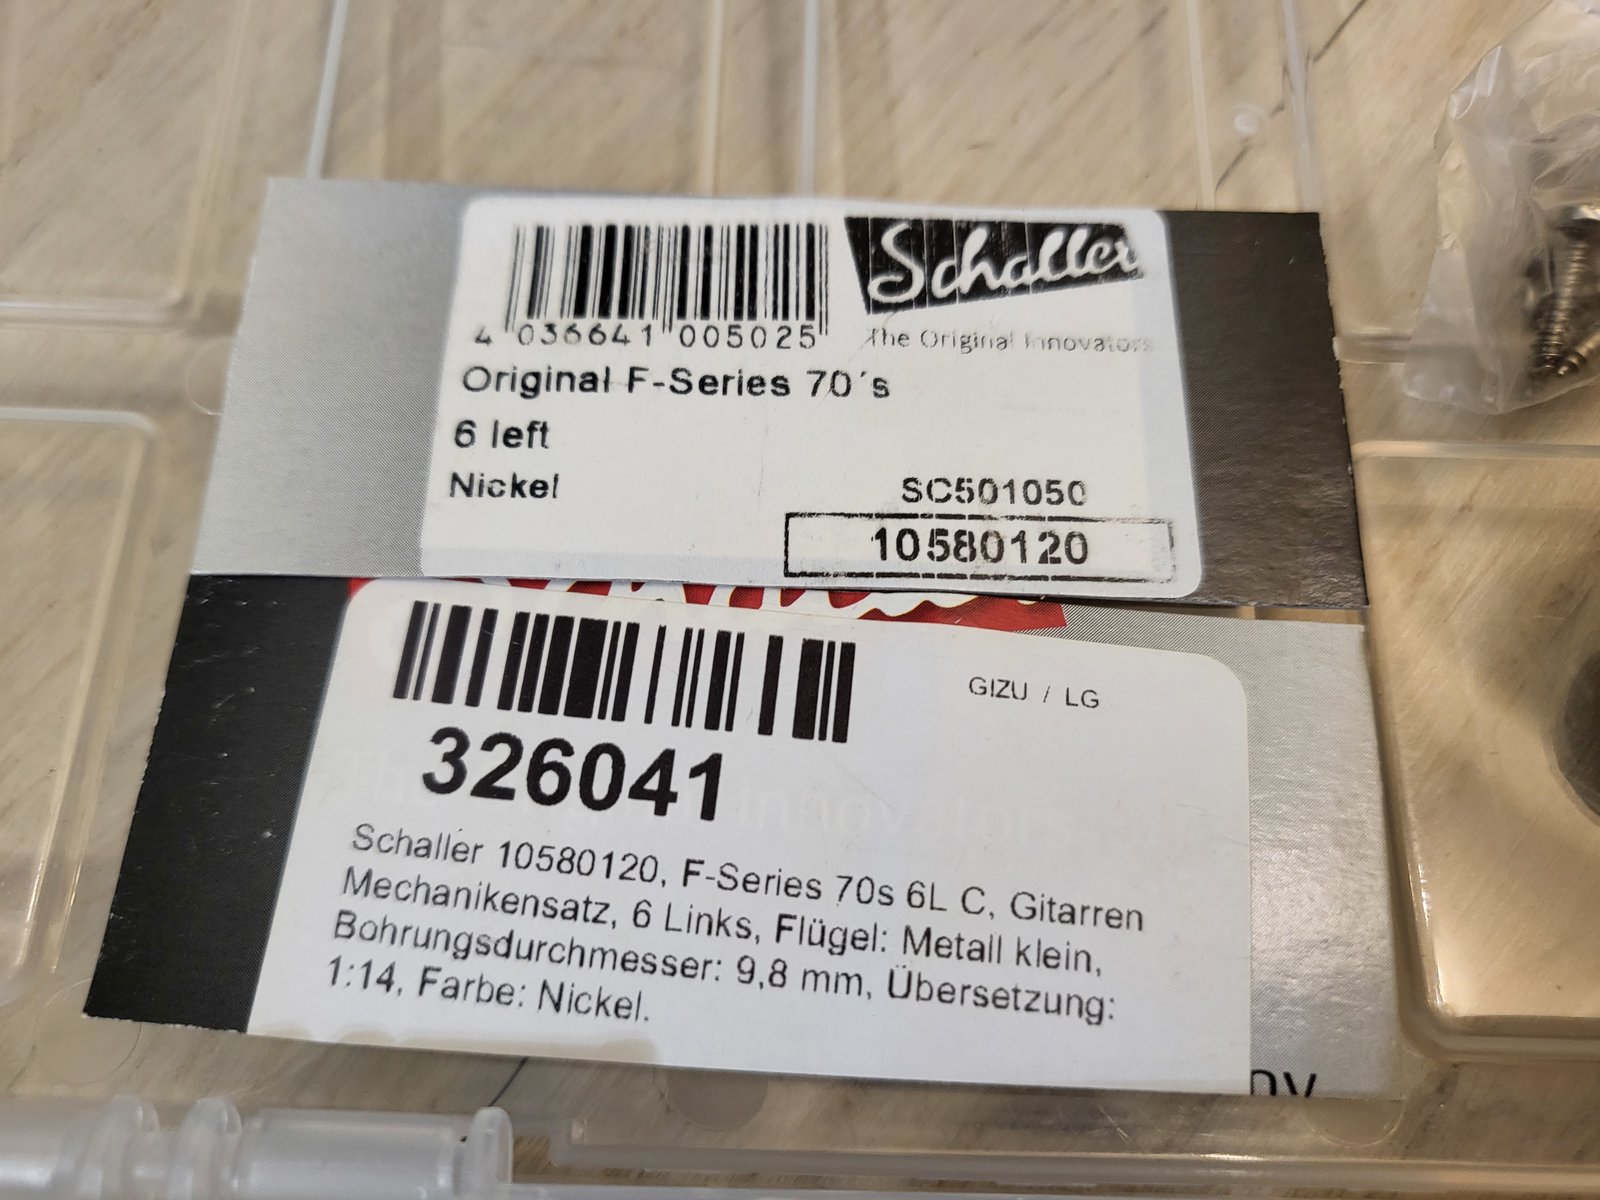 Schaller
4 036641 005025
The Original Innovators
Original F-Series 70´s
6 left
Nickel
SC501050
10580120
GIZU / LG
326041
Schaller 10580120, F-Series 70s 6L C, Gitarren
Mechanikensatz, 6 Links, Flügel: Metall klein,
Bohrungsdurchmesser: 9,8 mm, Übersetzung:
1:14, Farbe: Nickel.